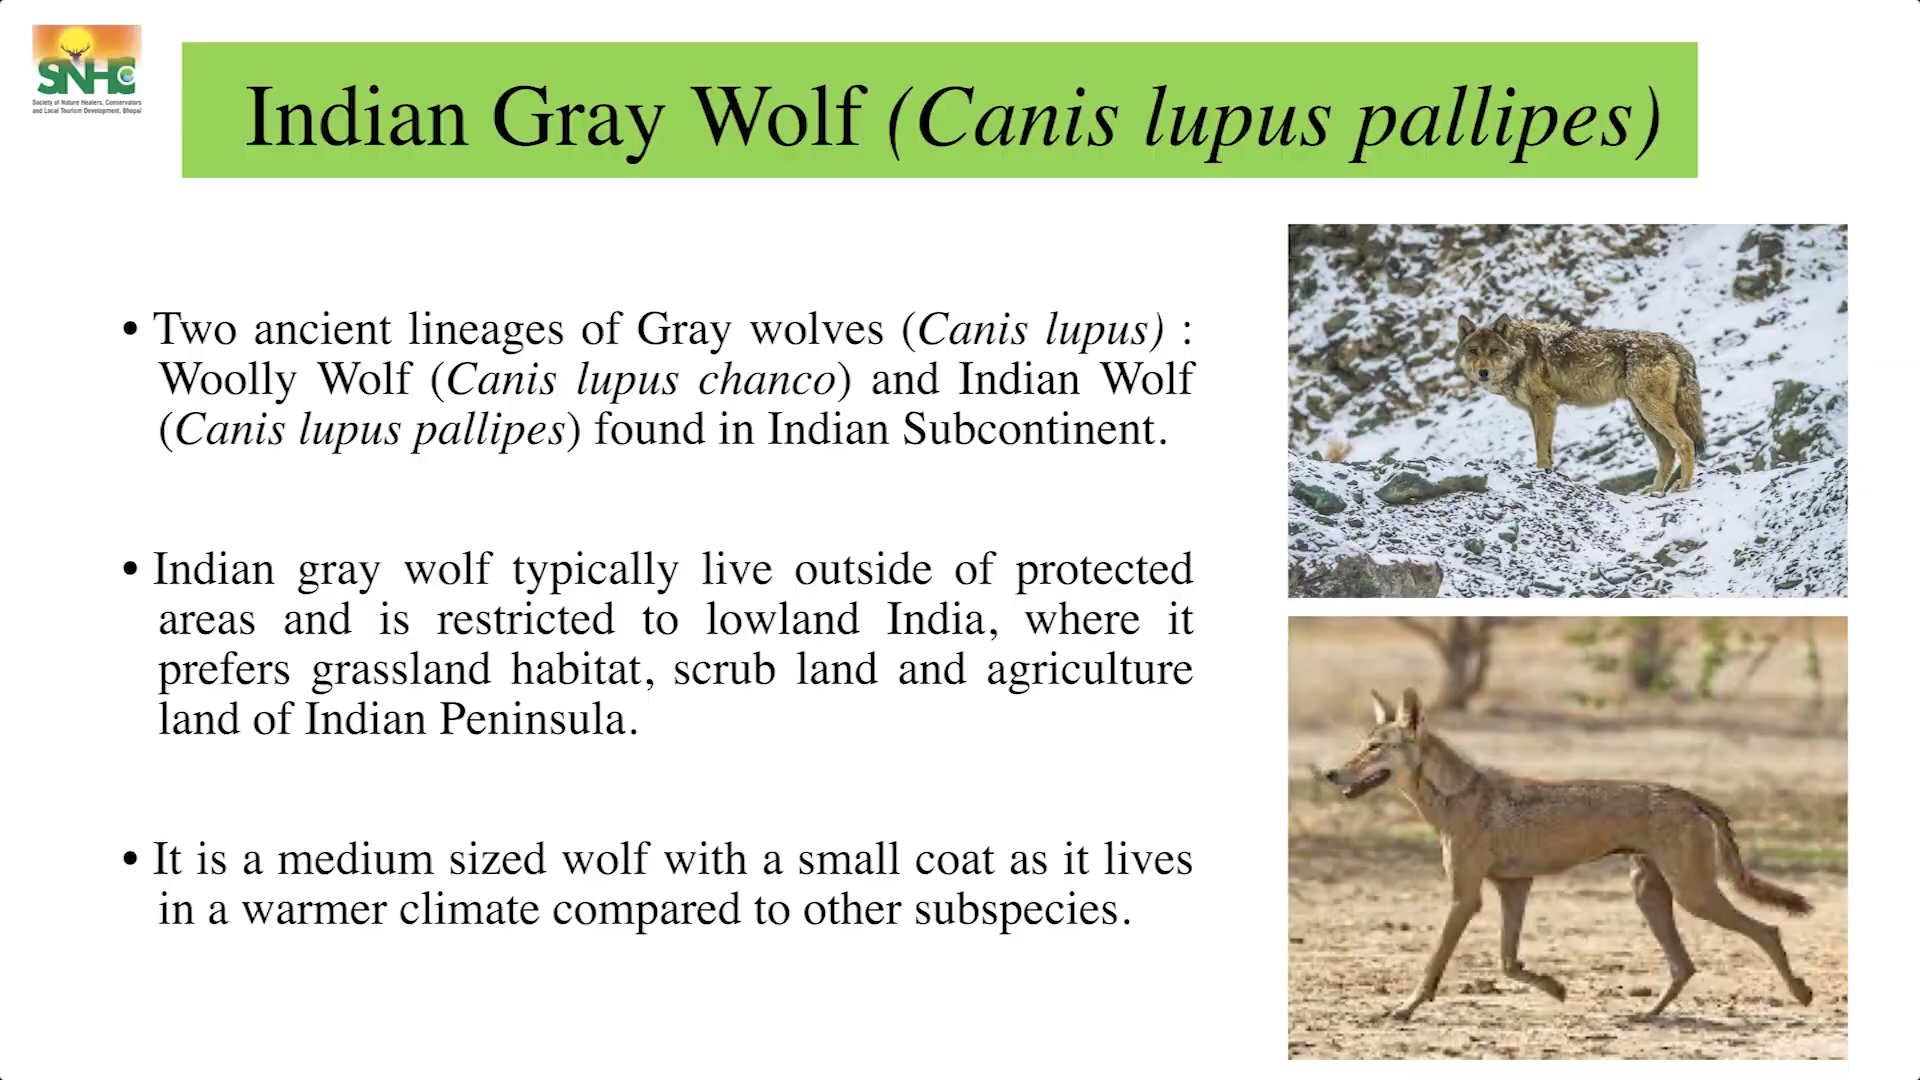 SNHC
Society of Nature Healers, Conservators
and Local Tourism Development, Bhopal
Indian Gray Wolf (Canis lupus pallipes)
• Two ancient lineages of Gray wolves (Canis lupus) :
Woolly Wolf (Canis lupus chanco) and Indian Wolf
(Canis lupus pallipes) found in Indian Subcontinent.
• Indian gray wolf typically live outside of protected
areas and is restricted to lowland India, where it
prefers grassland habitat, scrub land and agriculture
land of Indian Peninsula.
• It is a medium sized wolf with a small coat as it lives
in a warmer climate compared to other subspecies.